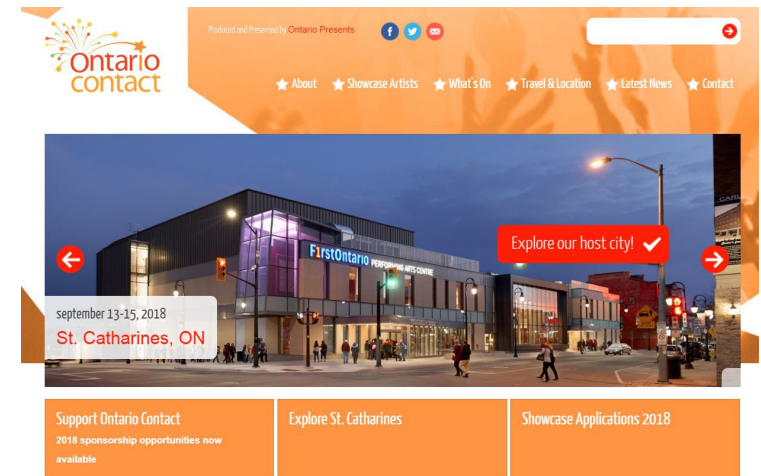 Ontario
contact
Produced and Presented by Ontario Presents
About Showcase Artists What's On Travel & Location Latest News Contact
FirstOntario PERFORMING ARTS CENTRE
Explore our host city!
september 13-15, 2018
St. Catharines, ON
Support Ontario Contact
2018 sponsorship opportunities now
available
Explore St. Catharines
Showcase Applications 2018